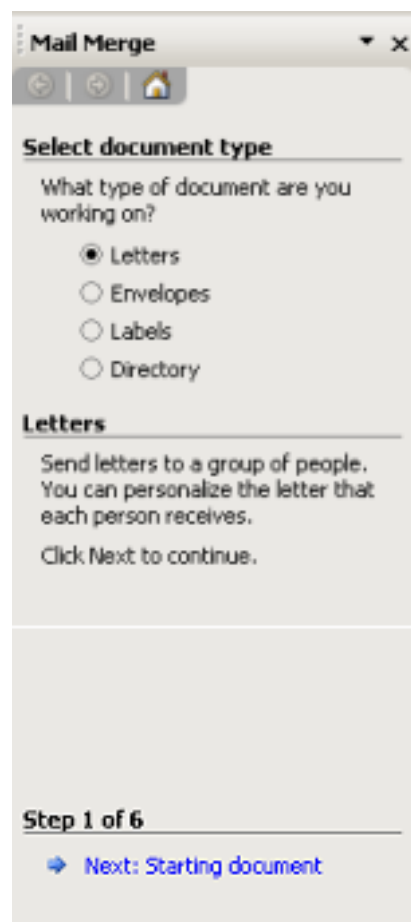 Mail Merge
Select document type
What type of document are you
working on?
Letters
Envelopes
Labels
Directory
Letters
Send letters to a group of people.
You can personalize the letter that
each person receives.
Click Next to continue.
Step 1 of 6
Next: Starting document